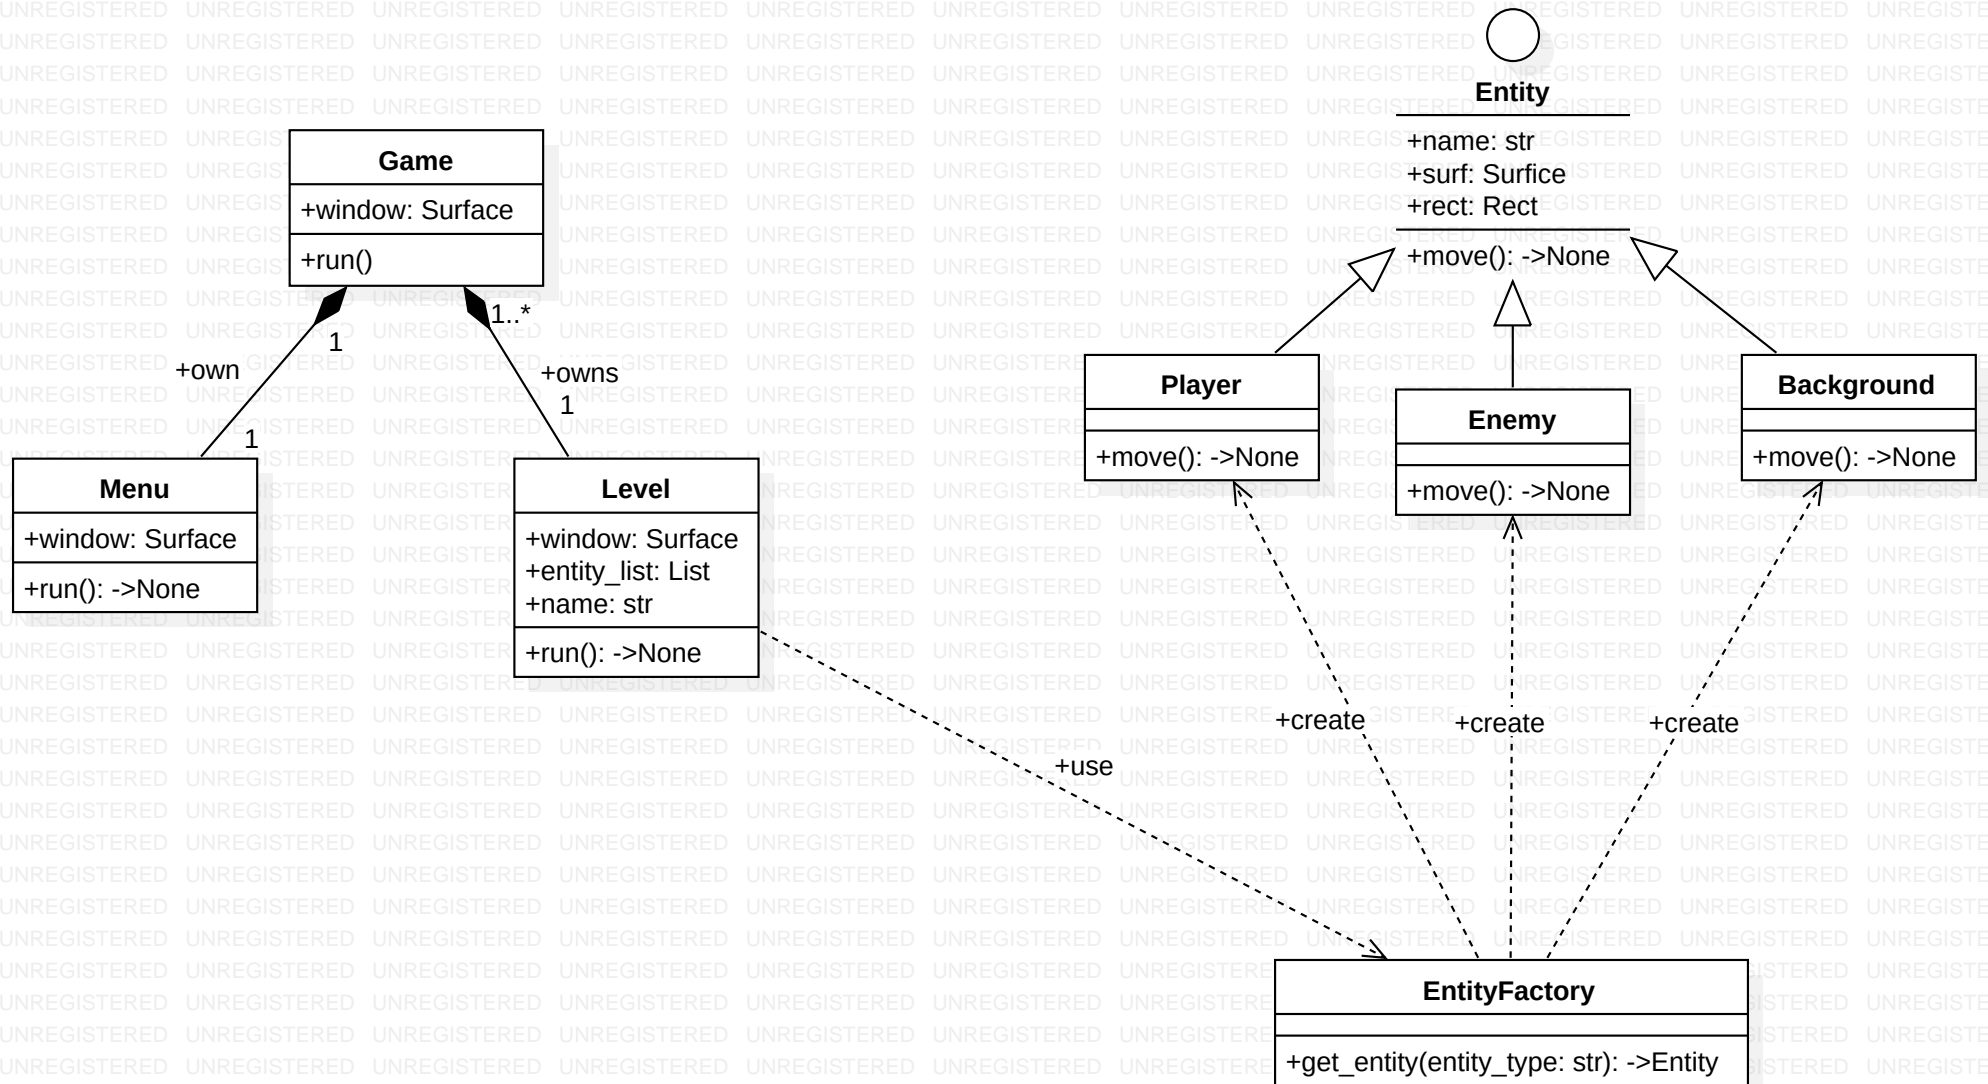 Entity
+name: str
+surf: Surfice
+rect: Rect
+move(): ->None
Game
+window: Surface
+run()
1
1..*
+own
+owns
1
1
Menu
+window: Surface
+run(): ->None
Level
+window: Surface
+entity_list: List
+name: str
+run(): ->None
Player
+move(): ->None
Enemy
+move(): ->None
Background
+move(): ->None
+create
+create
+create
+use
EntityFactory
+get_entity(entity_type: str): ->Entity
UNREGISTERED